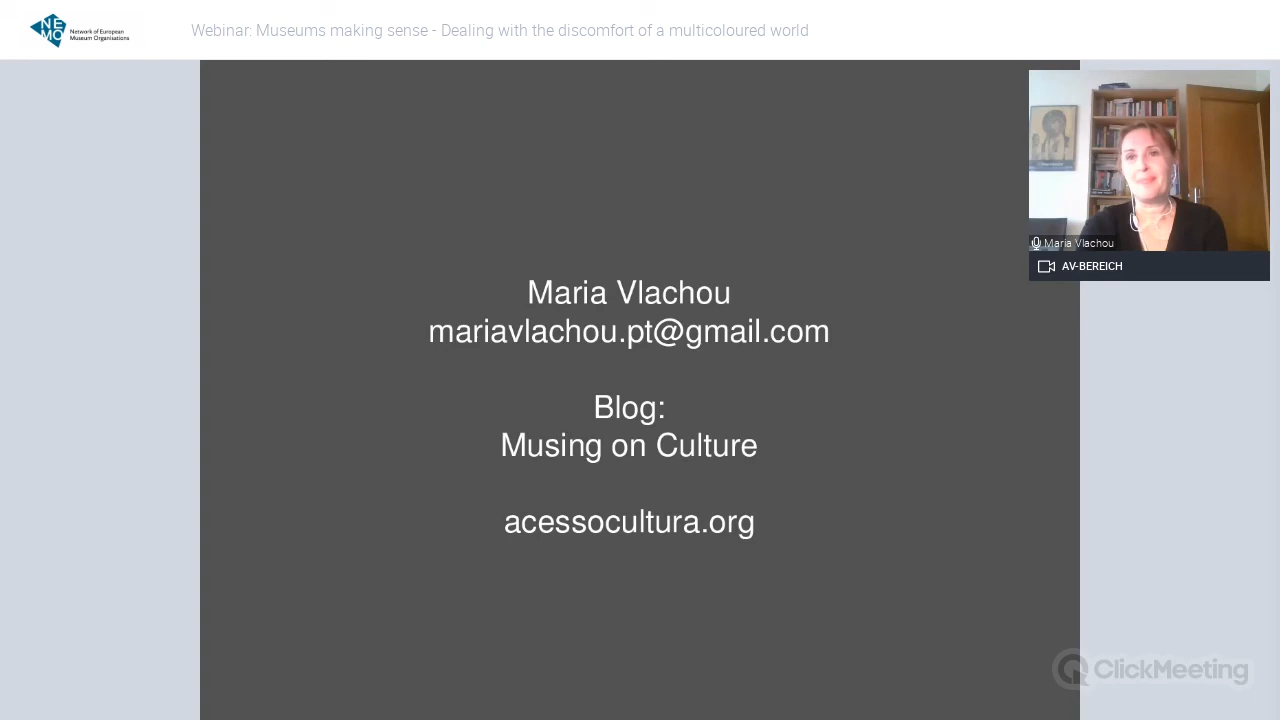 NE
MO
Network of European
Museum Organisations
Webinar: Museums making sense - Dealing with the discomfort of a multicoloured world
Maria Vlachou
AV-BEREICH
Maria Vlachou
mariavlachou.pt@gmail.com
Blog:
Musing on Culture
acessocultura.org
ClickMeeting